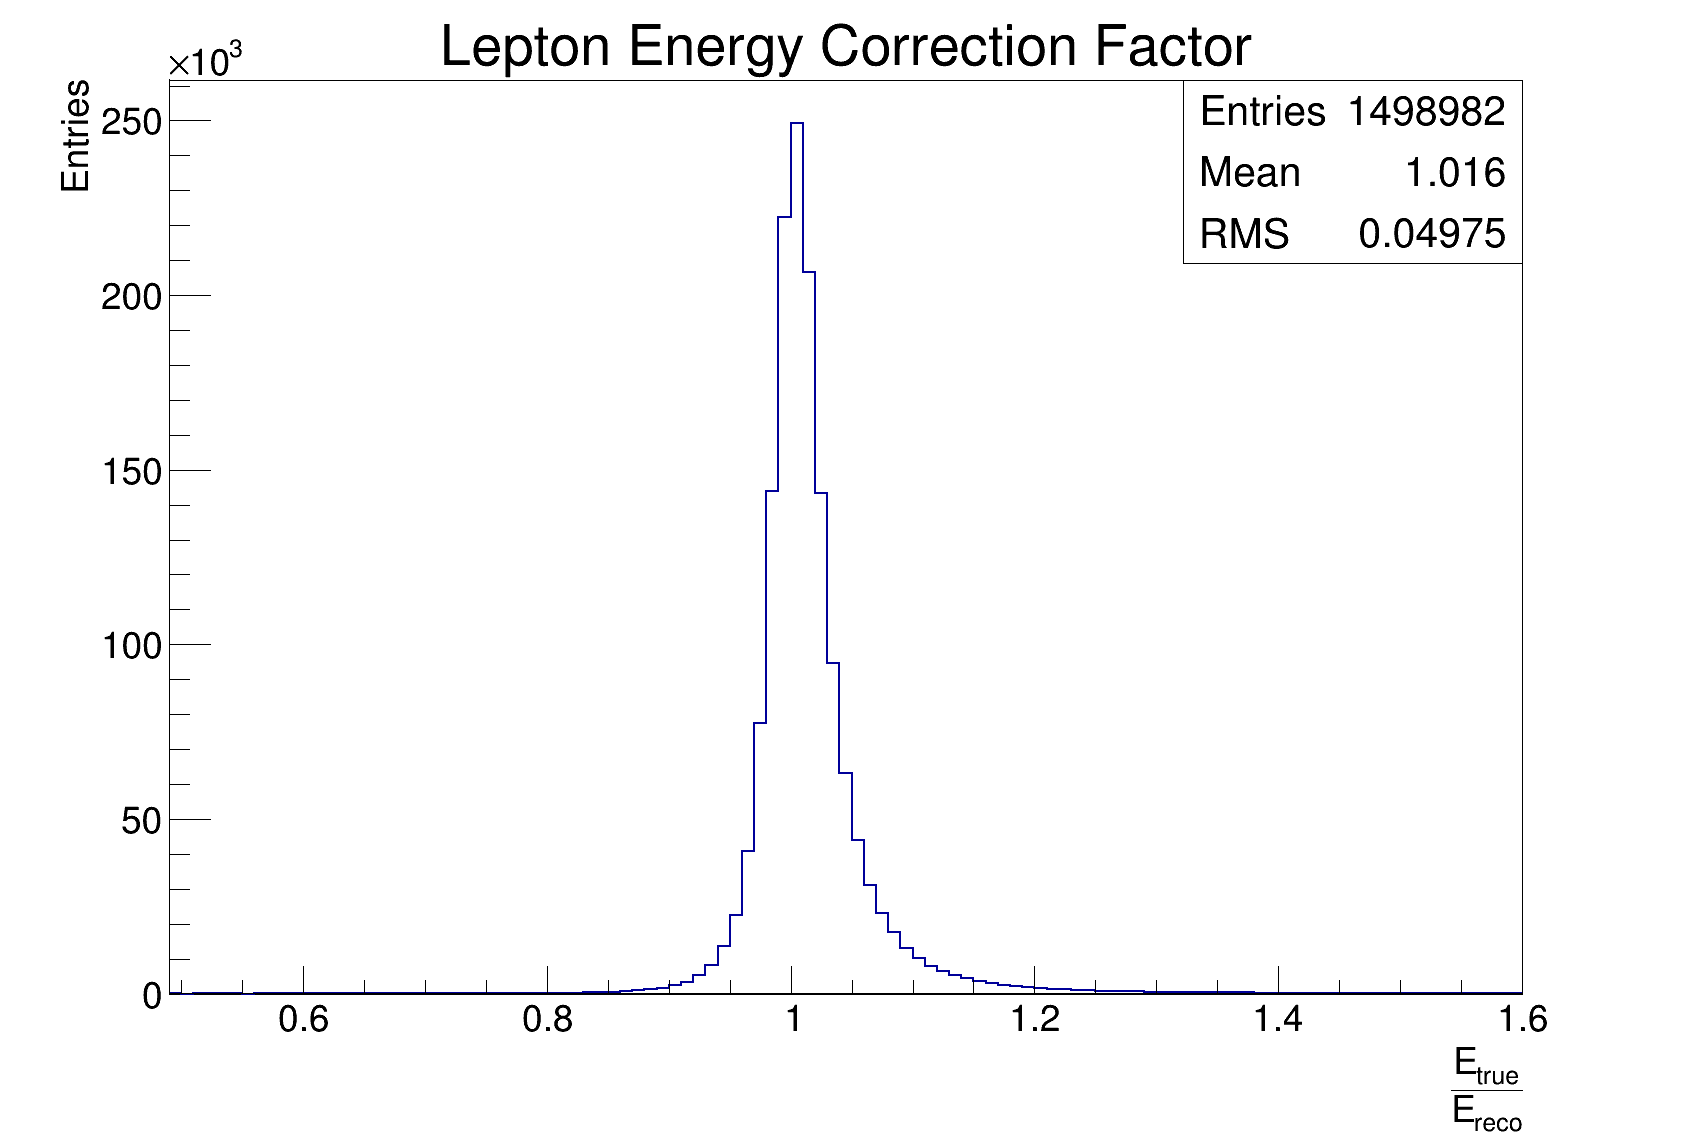 Lepton Energy Correction Factor
×10³
Entries
Entries 1498982
Mean 1.016
RMS 0.04975
250
200
150
100
50
0
0.6 0.8 1 1.2 1.4 1.6
E_true
E_reco